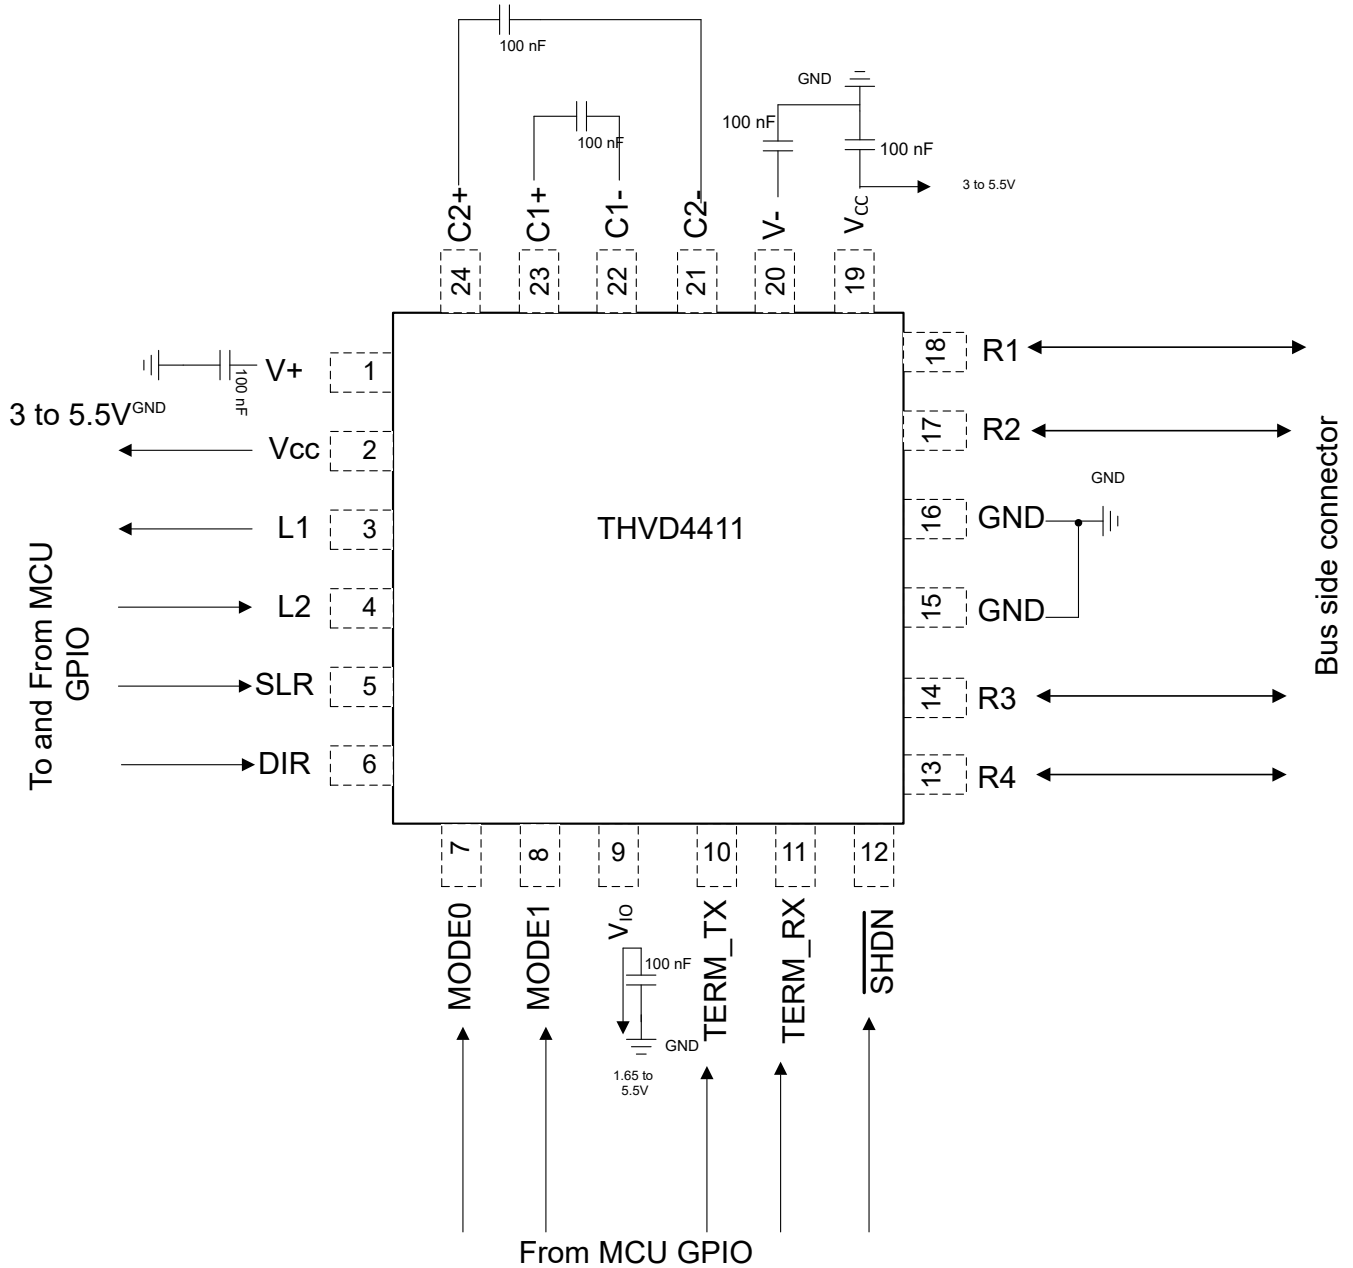 100 nF
100 nF
GND
100 nF
100 nF
3 to 5.5V
C2+
C1+
C1-
C2-
V-
VCC
24
23
22
21
20
19
V+
1
100 nF
GND
3 to 5.5V
Vcc
2
L1
3
L2
4
SLR
5
DIR
6
To and From MCU
GPIO
THVD4411
18
R1
17
R2
GND
16
GND
15
GND
14
R3
13
R4
Bus side connector
7
8
9
10
11
12
MODE0
MODE1
VIO
TERM_TX
TERM_RX
SHDN
100 nF
GND
1.65 to
5.5V
From MCU GPIO